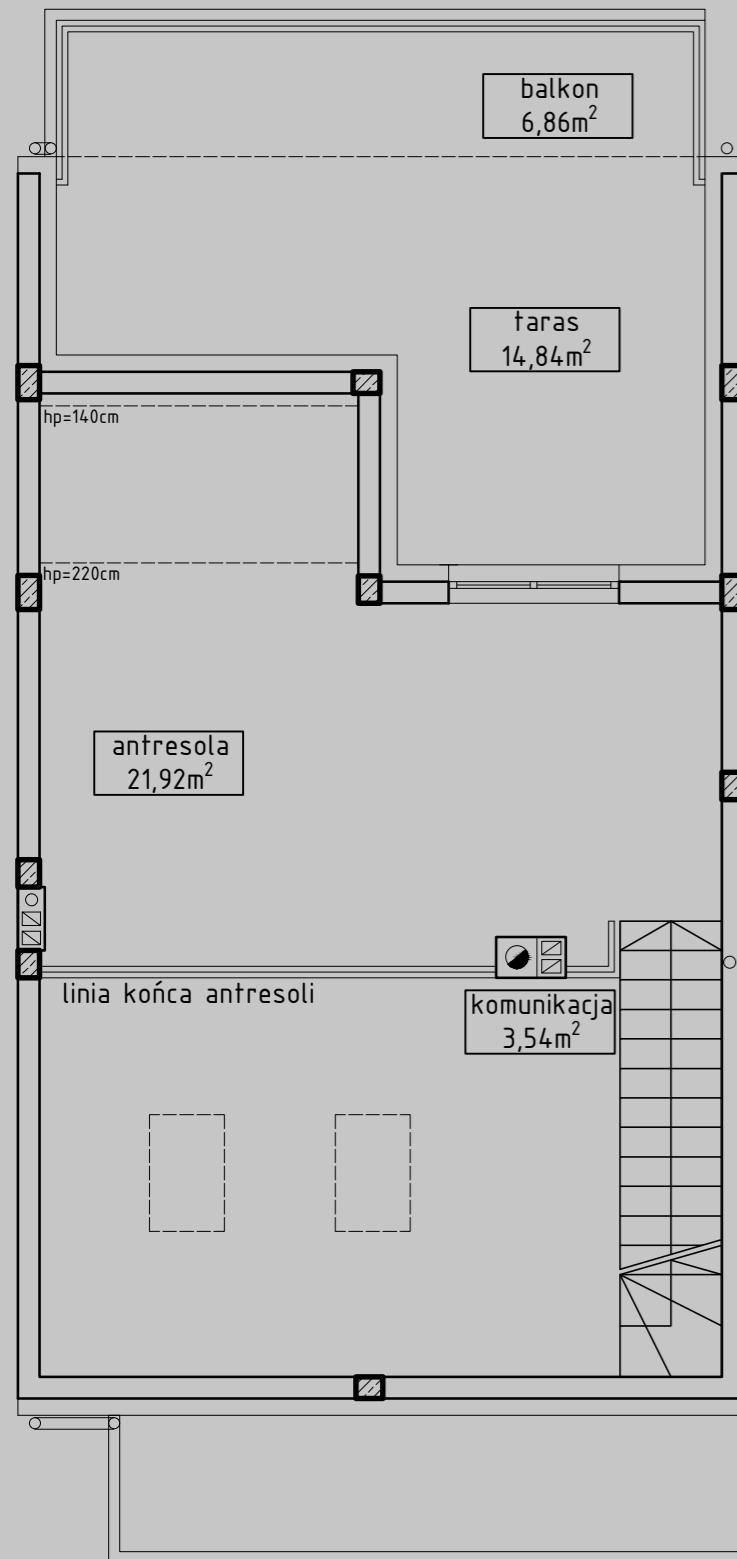 balkon
6,86m²
taras
14,84m²
hp=140cm
hp=220cm
antresola
21,92m²
linia końca antresoli
komunikacja
3,54m²